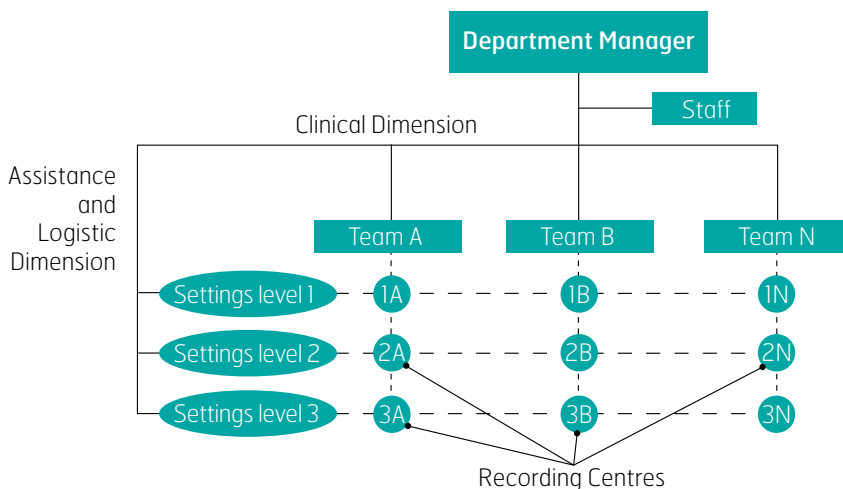 Department Manager
Staff
Clinical Dimension
Assistance
and
Logistic
Dimension
Team A
Team B
Team N
Settings level 1
1A
1B
1N
Settings level 2
2A
2B
2N
Settings level 3
3A
3B
3N
Recording Centres